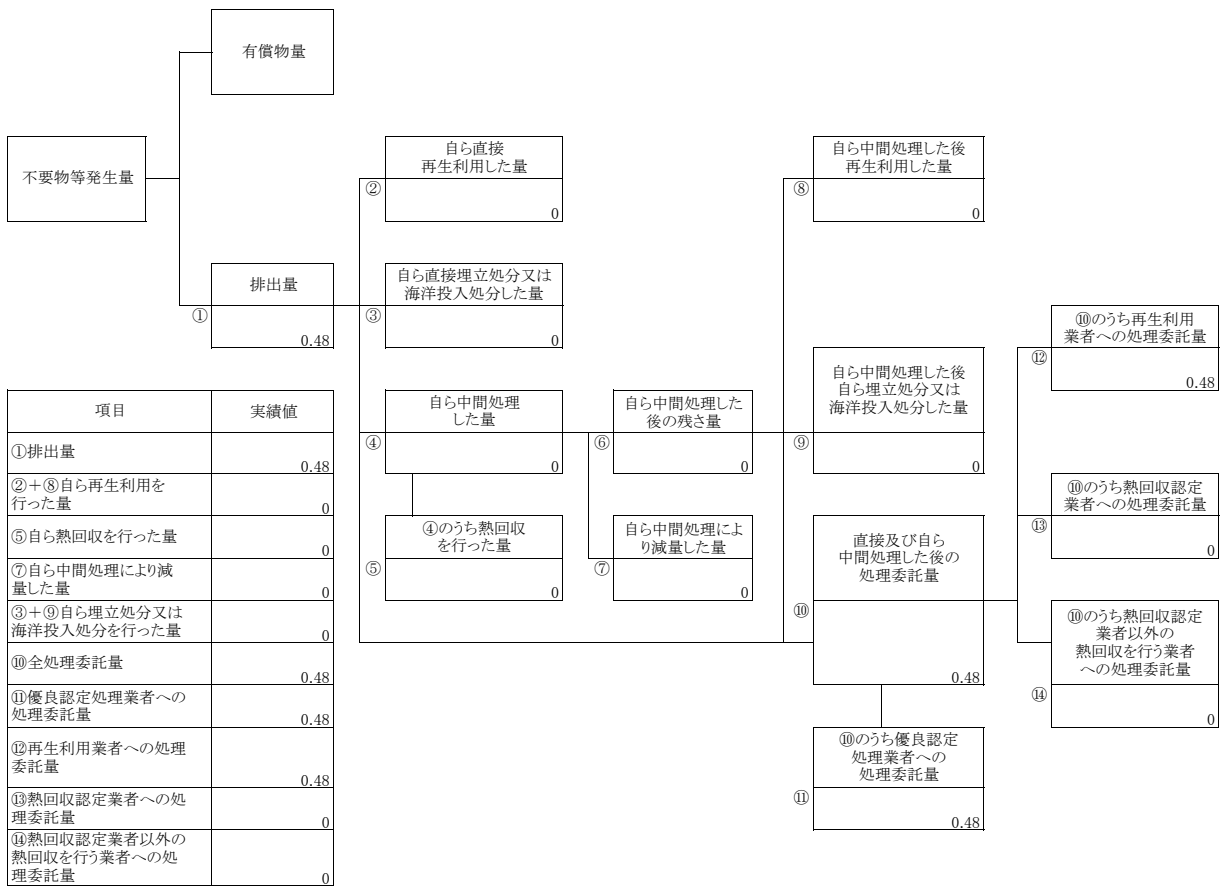 有償物量
不要物等発生量
排出量
①
0.48
自ら直接
再生利用した量
②
0
自ら直接埋立処分又は
海洋投入処分した量
③
0
自ら中間処理
した量
④
0
④のうち熱回収
を行った量
⑤
0
自ら中間処理した
後の残さ量
⑥
0
自ら中間処理によ
り減量した量
⑦
0
自ら中間処理した後
再生利用した量
⑧
0
自ら中間処理した後
自ら埋立処分又は
海洋投入処分した量
⑨
0
直接及び自ら
中間処理した後の
処理委託量
⑩
0.48
⑩のうち優良認定
処理業者への
処理委託量
⑪
0.48
⑩のうち再生利用
業者への処理委託量
⑫
0.48
⑩のうち熱回収認定
業者への処理委託量
⑬
0
⑩のうち熱回収認定
業者以外の
熱回収を行う業者
への処理委託量
⑭
0
項目 実績値
①排出量
0.48
②+⑧自ら再生利用を
行った量
0
⑤自ら熱回収を行った量
0
⑦自ら中間処理により減
量した量
0
③+⑨自ら埋立処分又は
海洋投入処分を行った量
0
⑩全処理委託量
0.48
⑪優良認定処理業者への
処理委託量
0.48
⑫再生利用業者への処理
委託量
0.48
⑬熱回収認定業者への処
理委託量
0
⑭熱回収認定業者以外の
熱回収を行う業者への処
理委託量
0